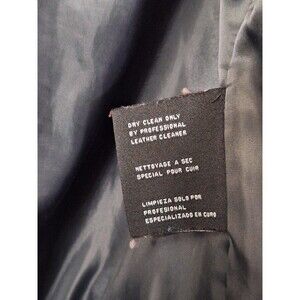 DRY CLEAN ONLY
BY PROFESSIONAL
LEATHER CLEANER
NETTOYAGE A SEC
SPECIAL POUR CUIR
LIMPIEZA SOLO POR
PROFESIONAL
ESPECIALIZADO EN CURO